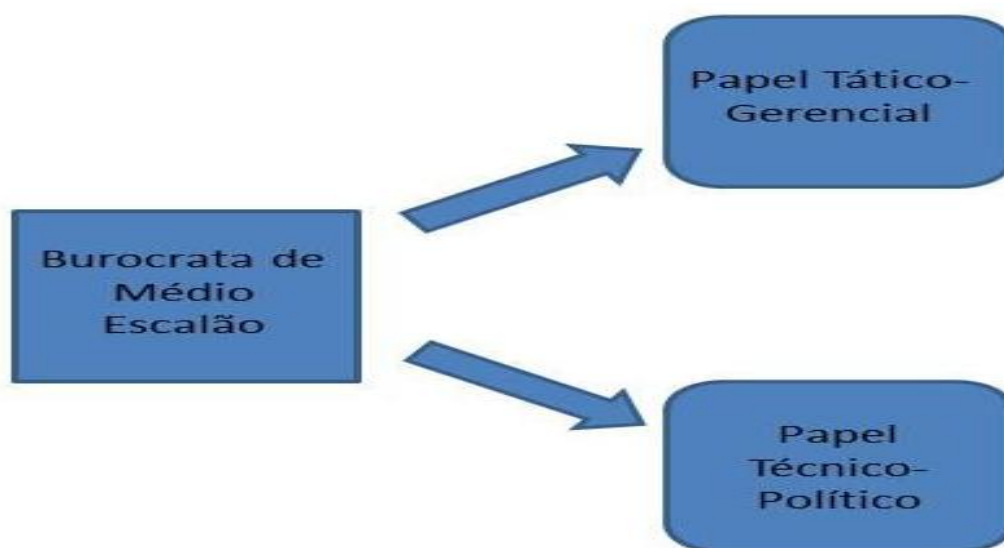 Papel Tático-
Gerencial
Burocrata de
Médio
Escalão
Papel
Técnico-
Político